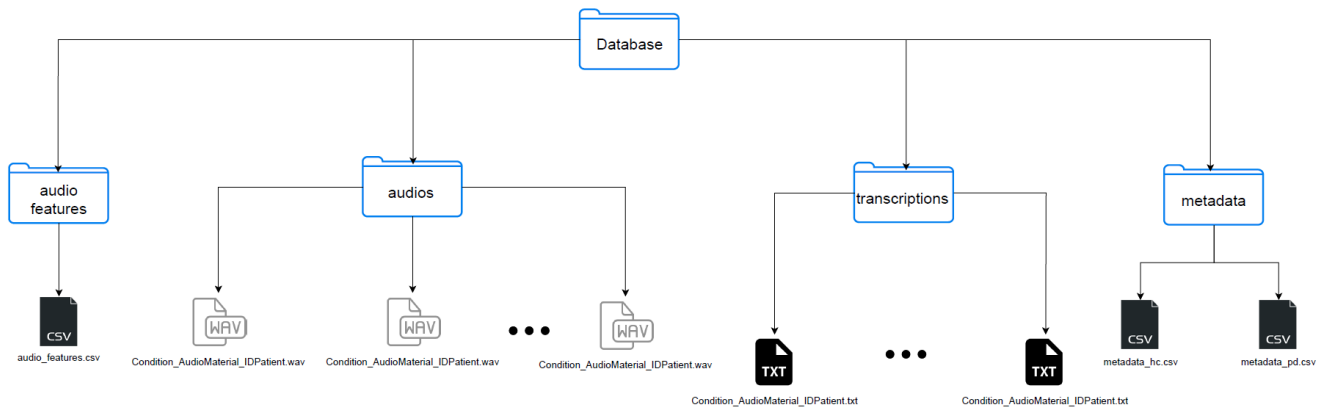 Database
audio
features
audios
transcriptions
metadata
CSV
audio_features.csv
WAV
Condition_AudioMaterial_IDPatient.wav
WAV
Condition_AudioMaterial_IDPatient.wav
WAV
Condition_AudioMaterial_IDPatient.wav
TXT
Condition_AudioMaterial_IDPatient.txt
TXT
Condition_AudioMaterial_IDPatient.txt
CSV
metadata_hc.csv
CSV
metadata_pd.csv